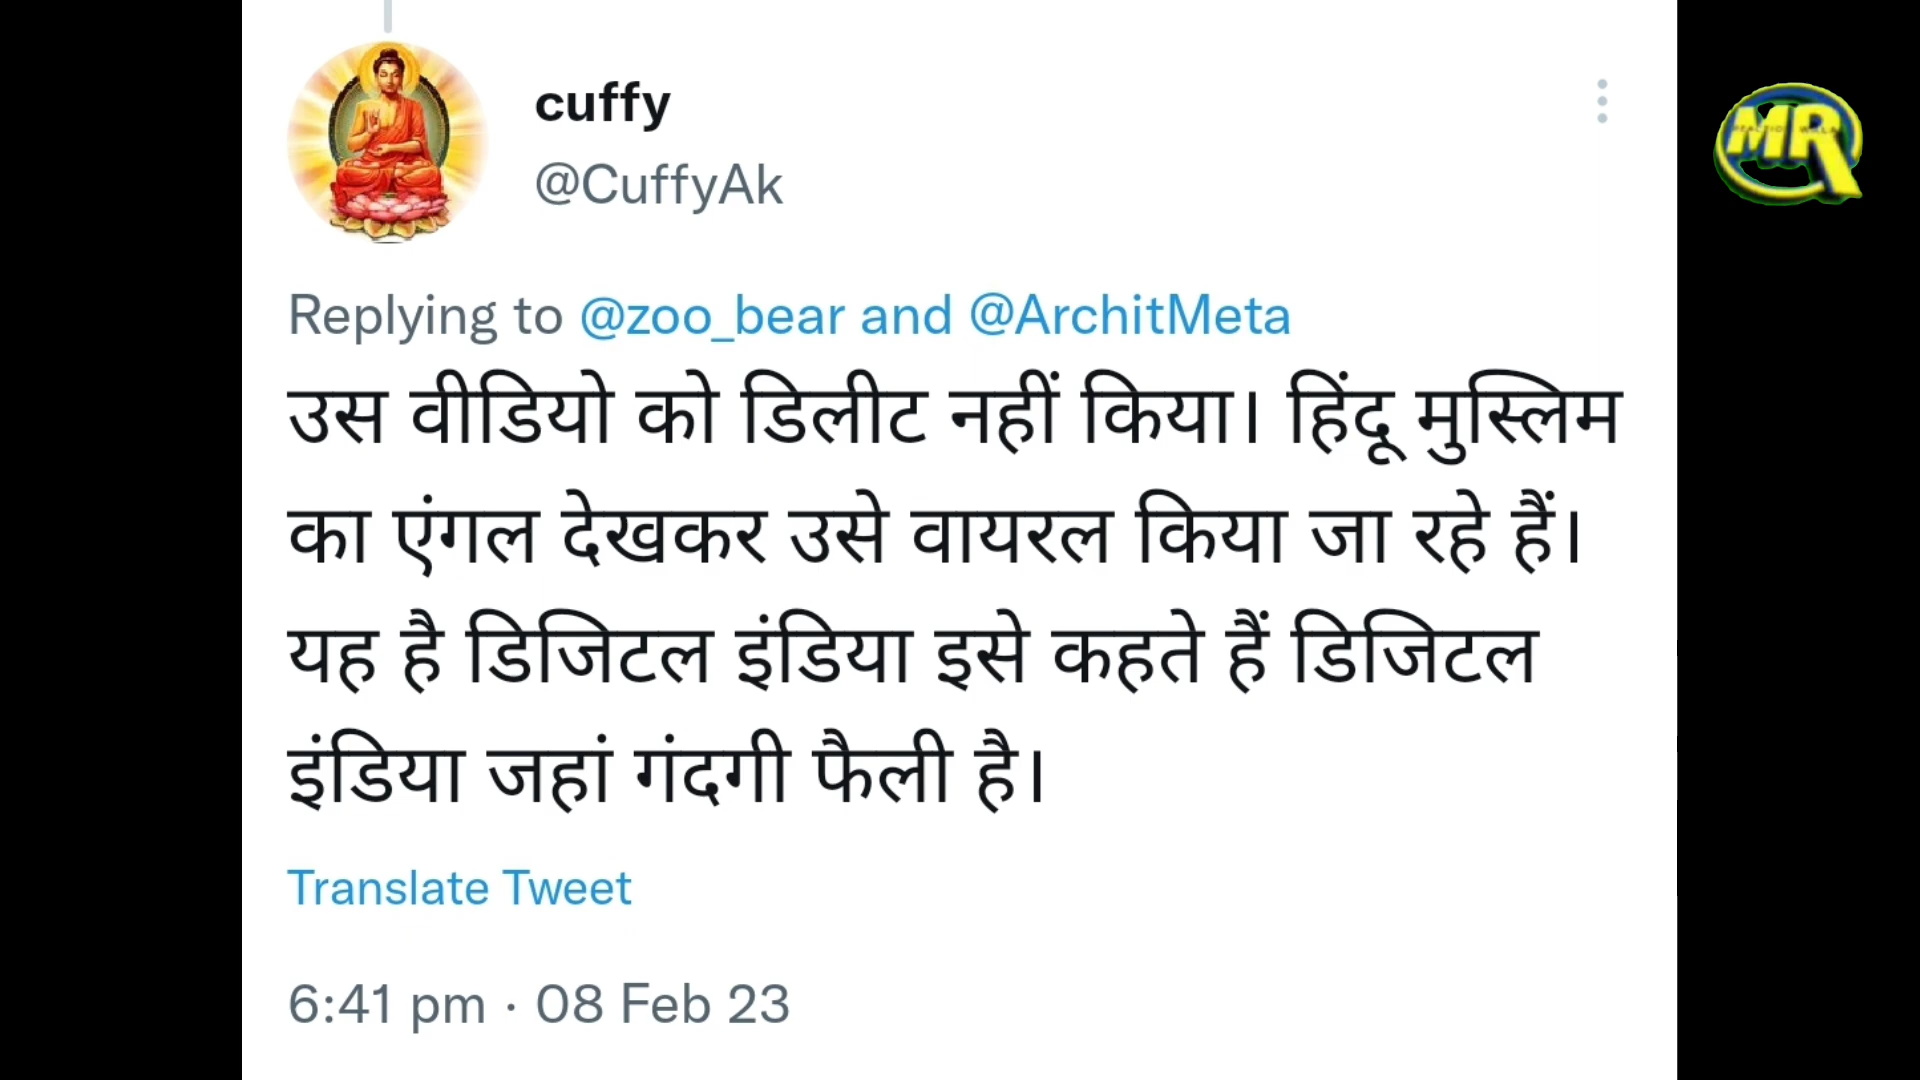 cuffy
@CuffyAk
Replying to @zoo_bear and @ArchitMeta
उस वीडियो को डिलीट नहीं किया। हिंदू मुस्लिम
का एंगल देखकर उसे वायरल किया जा रहे हैं।
यह है डिजिटल इंडिया इसे कहते हैं डिजिटल
इंडिया जहां गंदगी फैली है।
Translate Tweet
6:41 pm · 08 Feb 23
MR